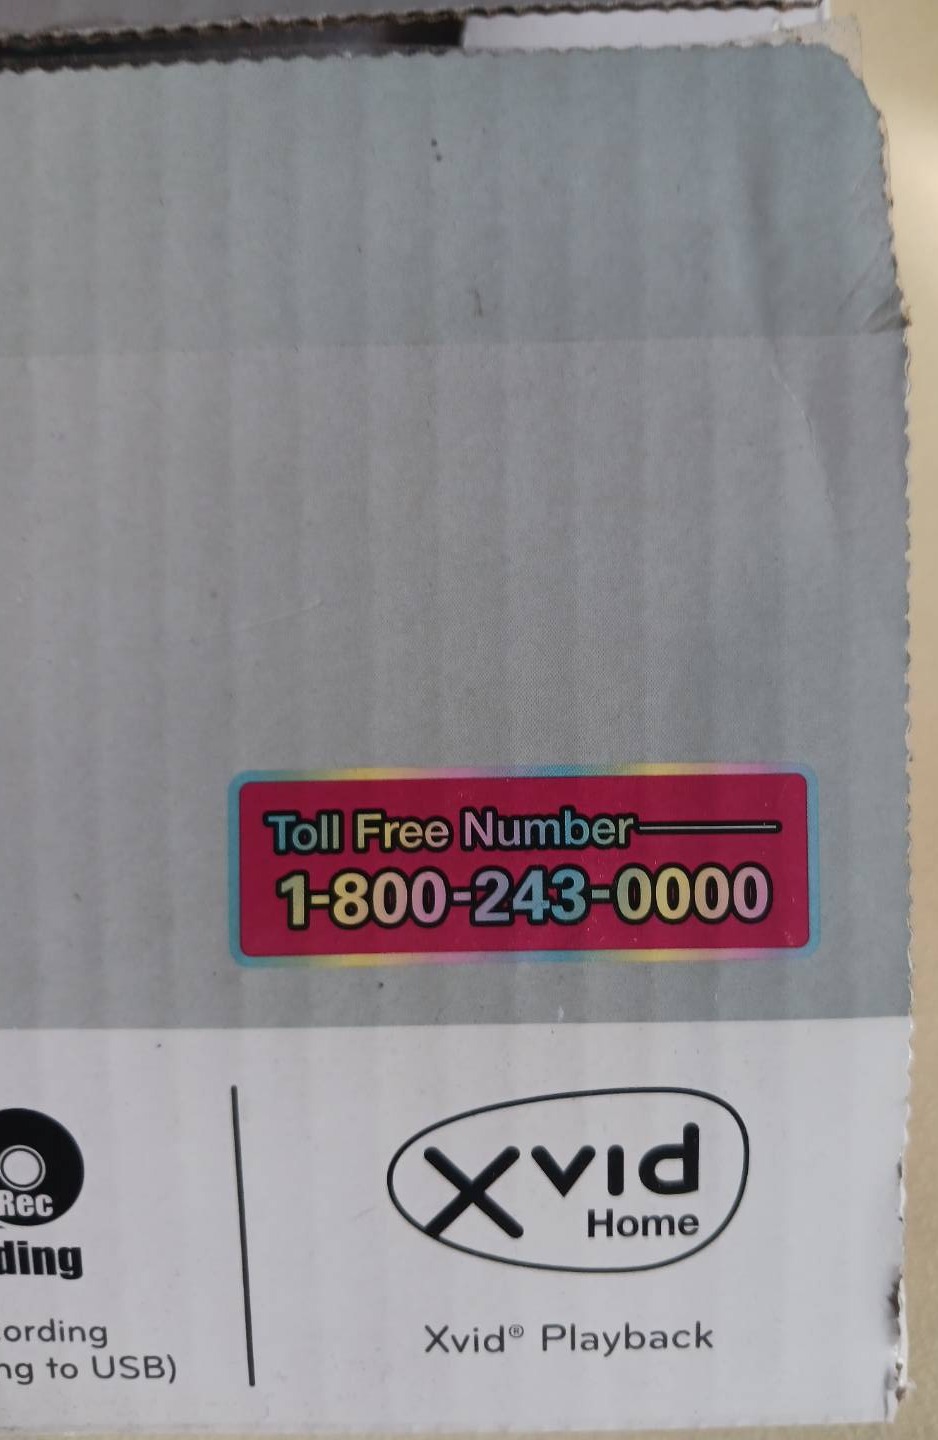 Toll Free Number
1-800-243-0000
Rec
ding
ording
ng to USB)
xvid
Home
Xvid® Playback